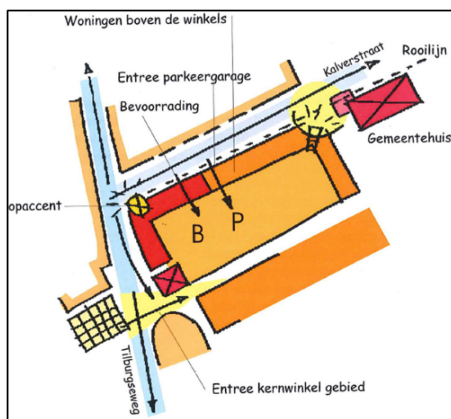 Woningen boven de winkels
Kalverstraat
Rooilijn
Entree parkeergarage
Bevoorrading
Gemeentehuis
opaccent
B
P
Tilburgseweg
Entree kernwinkel gebied